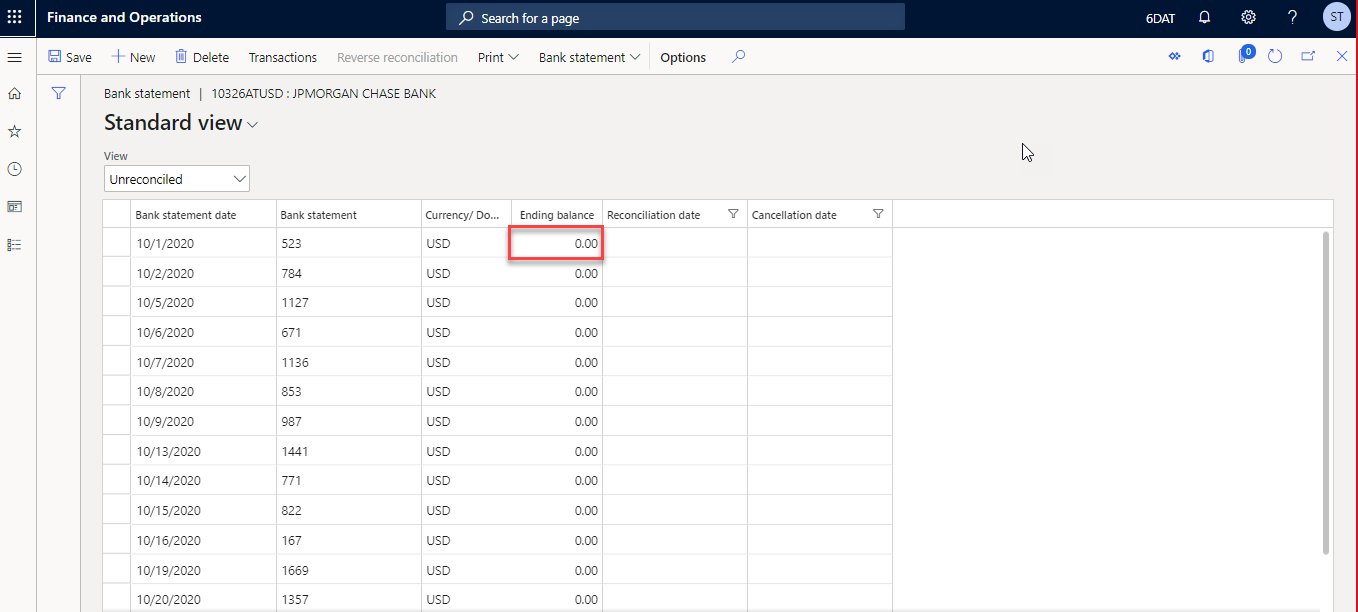 Finance and Operations
Search for a page
6DAT
?
ST
Save
New
Delete
Transactions
Reverse reconciliation
Print
Bank statement
Options
0
Bank statement | 10326ATUSD : JPMORGAN CHASE BANK
Standard view
View
Unreconciled
Bank statement date Bank statement Currency/ Do... Ending balance Reconciliation date Cancellation date
10/1/2020 523 USD 0.00
10/2/2020 784 USD 0.00
10/5/2020 1127 USD 0.00
10/6/2020 671 USD 0.00
10/7/2020 1136 USD 0.00
10/8/2020 853 USD 0.00
10/9/2020 987 USD 0.00
10/13/2020 1441 USD 0.00
10/14/2020 771 USD 0.00
10/15/2020 822 USD 0.00
10/16/2020 167 USD 0.00
10/19/2020 1669 USD 0.00
10/20/2020 1357 USD 0.00